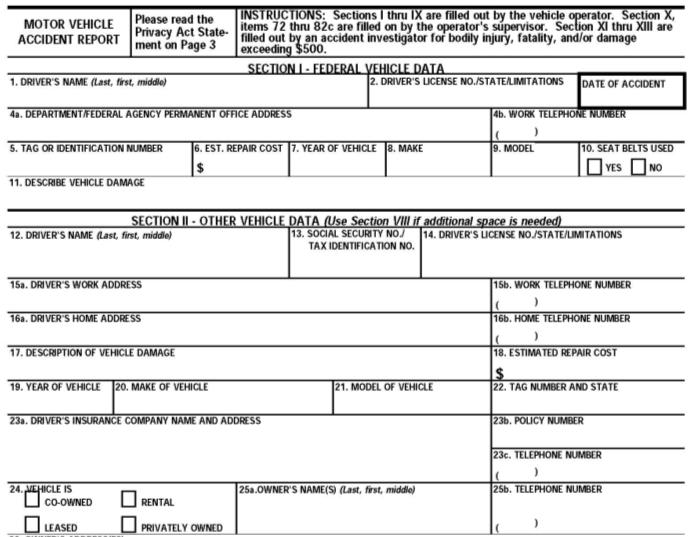 MOTOR VEHICLE
ACCIDENT REPORT
Please read the
Privacy Act State-
ment on Page 3
INSTRUCTIONS: Sections I thru IX are filled out by the vehicle operator. Section X,
items 72 thru 82c are filled on by the operator's supervisor. Section XI thru XIII are
filled out by an accident investigator for bodily injury, fatality, and/or damage
exceeding $500.
SECTION I - FEDERAL VEHICLE DATA
1. DRIVER'S NAME (Last, first, middle)
2. DRIVER'S LICENSE NO./STATE/LIMITATIONS
DATE OF ACCIDENT
4a. DEPARTMENT/FEDERAL AGENCY PERMANENT OFFICE ADDRESS
4b. WORK TELEPHONE NUMBER
( )
5. TAG OR IDENTIFICATION NUMBER
6. EST. REPAIR COST
$
7. YEAR OF VEHICLE
8. MAKE
9. MODEL
10. SEAT BELTS USED
YES NO
11. DESCRIBE VEHICLE DAMAGE
SECTION II - OTHER VEHICLE DATA (Use Section VIII if additional space is needed)
12. DRIVER'S NAME (Last, first, middle)
13. SOCIAL SECURITY NO./
TAX IDENTIFICATION NO.
14. DRIVER'S LICENSE NO./STATE/LIMITATIONS
15a. DRIVER'S WORK ADDRESS
15b. WORK TELEPHONE NUMBER
( )
16a. DRIVER'S HOME ADDRESS
16b. HOME TELEPHONE NUMBER
( )
17. DESCRIPTION OF VEHICLE DAMAGE
18. ESTIMATED REPAIR COST
$
19. YEAR OF VEHICLE
20. MAKE OF VEHICLE
21. MODEL OF VEHICLE
22. TAG NUMBER AND STATE
23a. DRIVER'S INSURANCE COMPANY NAME AND ADDRESS
23b. POLICY NUMBER
23c. TELEPHONE NUMBER
( )
24. VEHICLE IS
CO-OWNED RENTAL
LEASED PRIVATELY OWNED
25a.OWNER'S NAME(S) (Last, first, middle)
25b. TELEPHONE NUMBER
( )